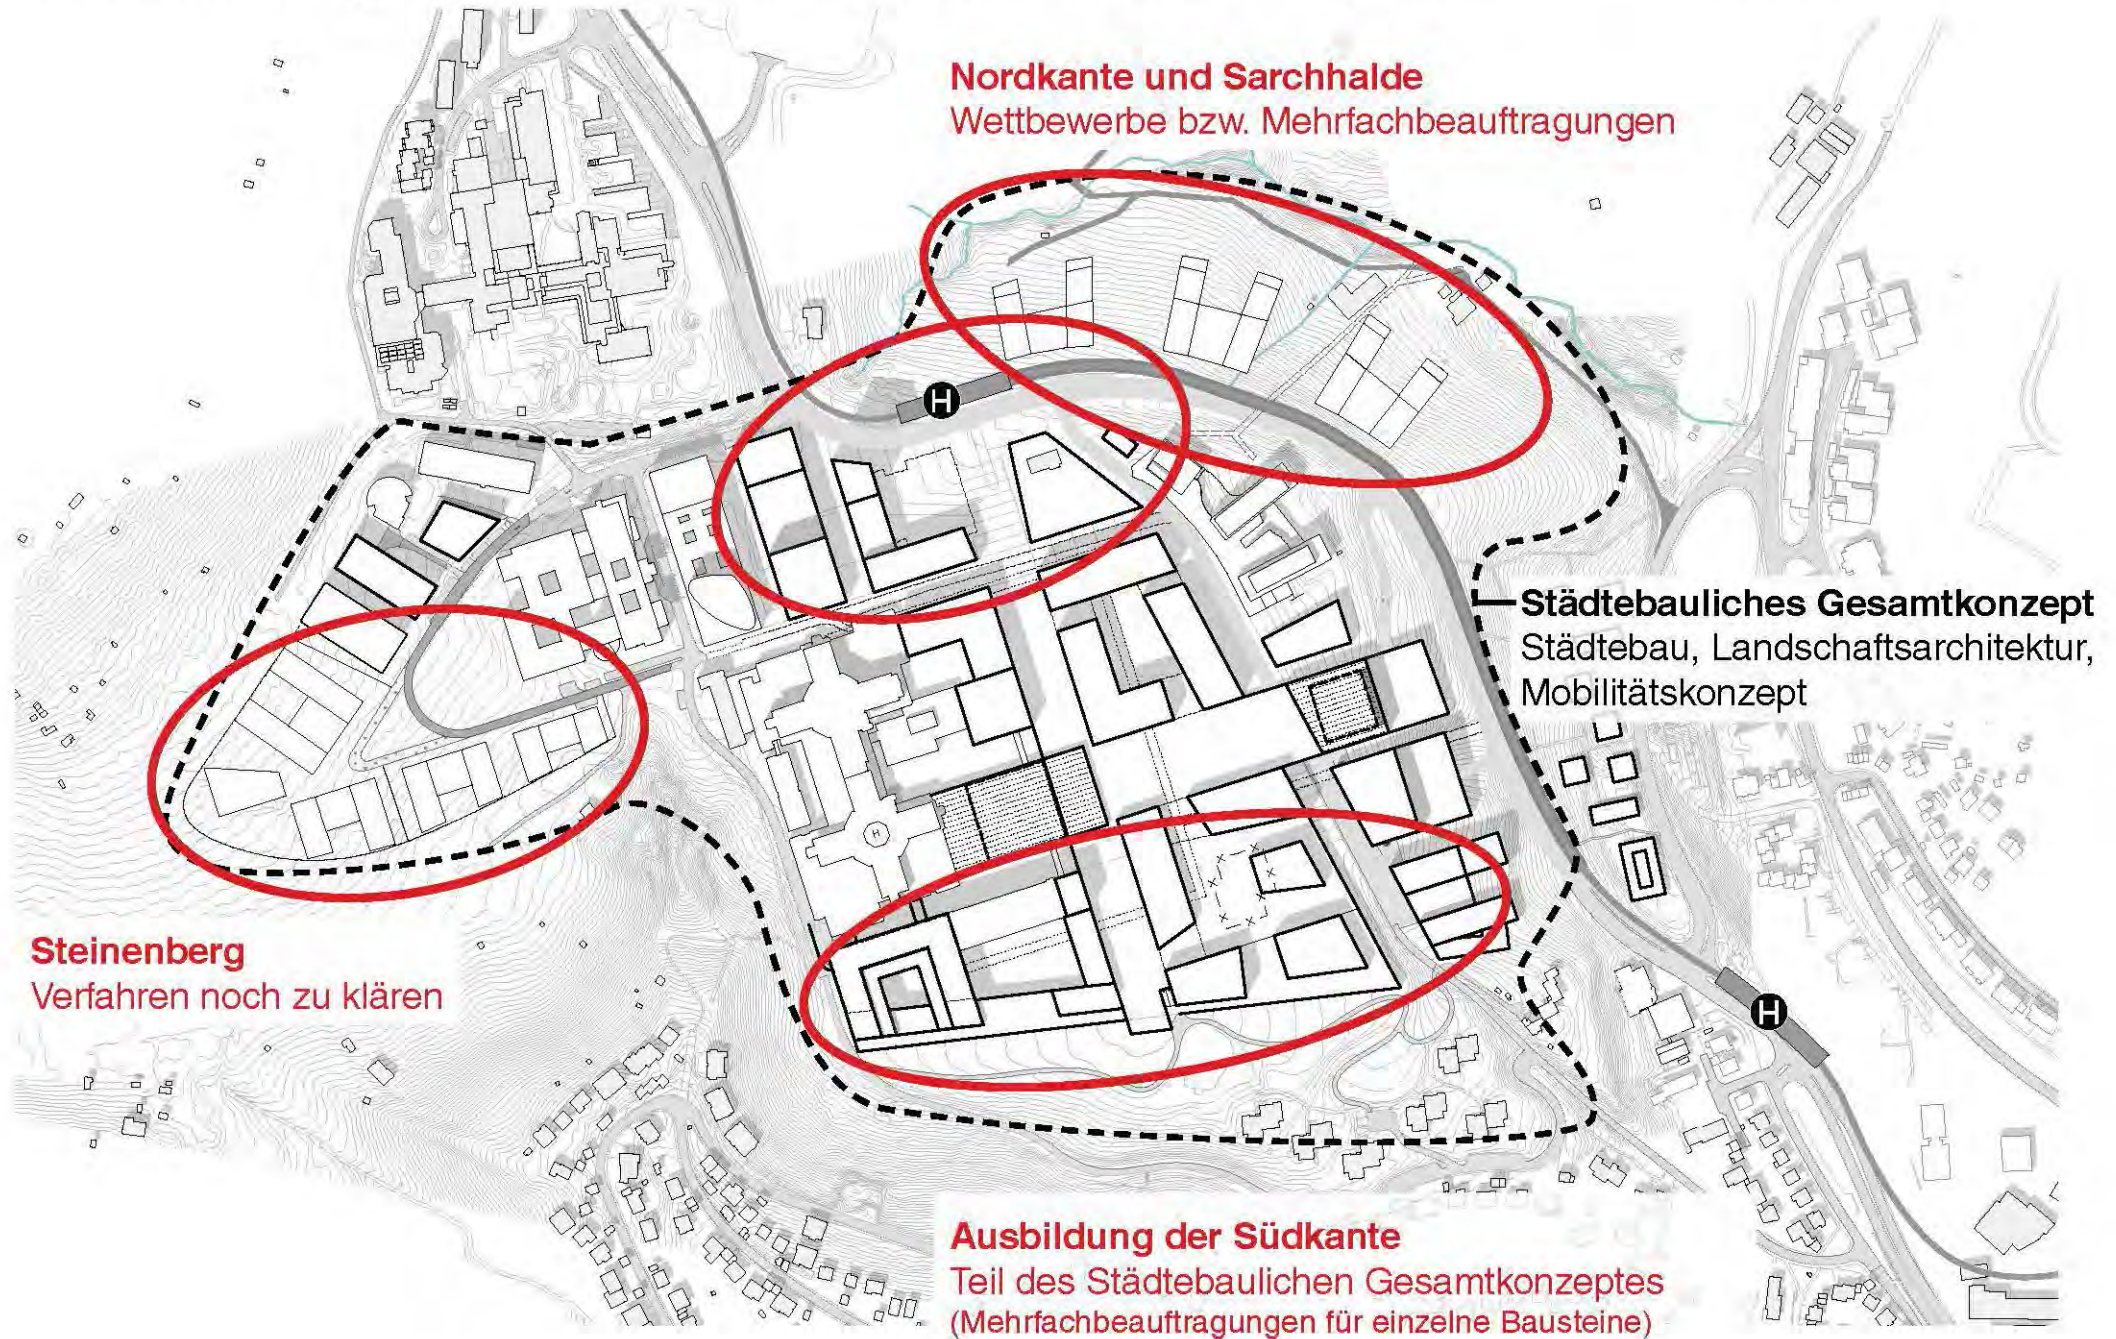 Nordkante und Sarchhalde
Wettbewerbe bzw. Mehrfachbeauftragungen
H
Städtebauliches Gesamtkonzept
Städtebau, Landschaftsarchitektur,
Mobilitätskonzept
H
Steinenberg
Verfahren noch zu klären
H
Ausbildung der Südkante
Teil des Städtebaulichen Gesamtkonzeptes
(Mehrfachbeauftragungen für einzelne Bausteine)